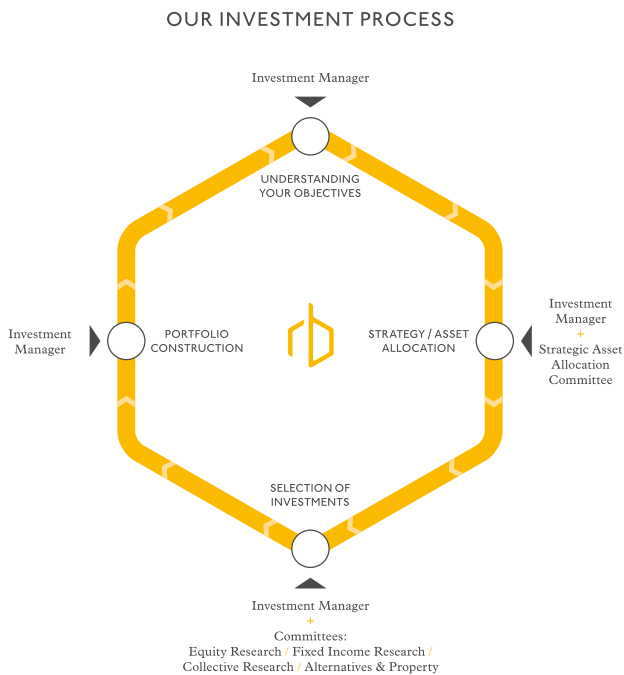 OUR INVESTMENT PROCESS
Investment Manager
UNDERSTANDING
YOUR OBJECTIVES
Investment
Manager
PORTFOLIO
CONSTRUCTION
STRATEGY / ASSET
ALLOCATION
Investment
Manager
+
Strategic Asset
Allocation
Committee
SELECTION OF
INVESTMENTS
Investment Manager
+
Committees:
Equity Research / Fixed Income Research /
Collective Research / Alternatives & Property